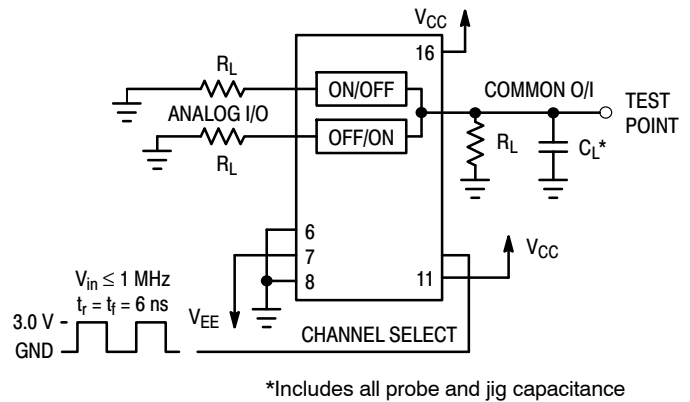 VCC
16
RL
ON/OFF
COMMON O/I
TEST
POINT
ANALOG I/O
OFF/ON
RL
RL
CL*
6
7
8
11
VCC
Vin ≤ 1 MHz
tr = tf = 6 ns
VEE
3.0 V
GND
CHANNEL SELECT
*Includes all probe and jig capacitance